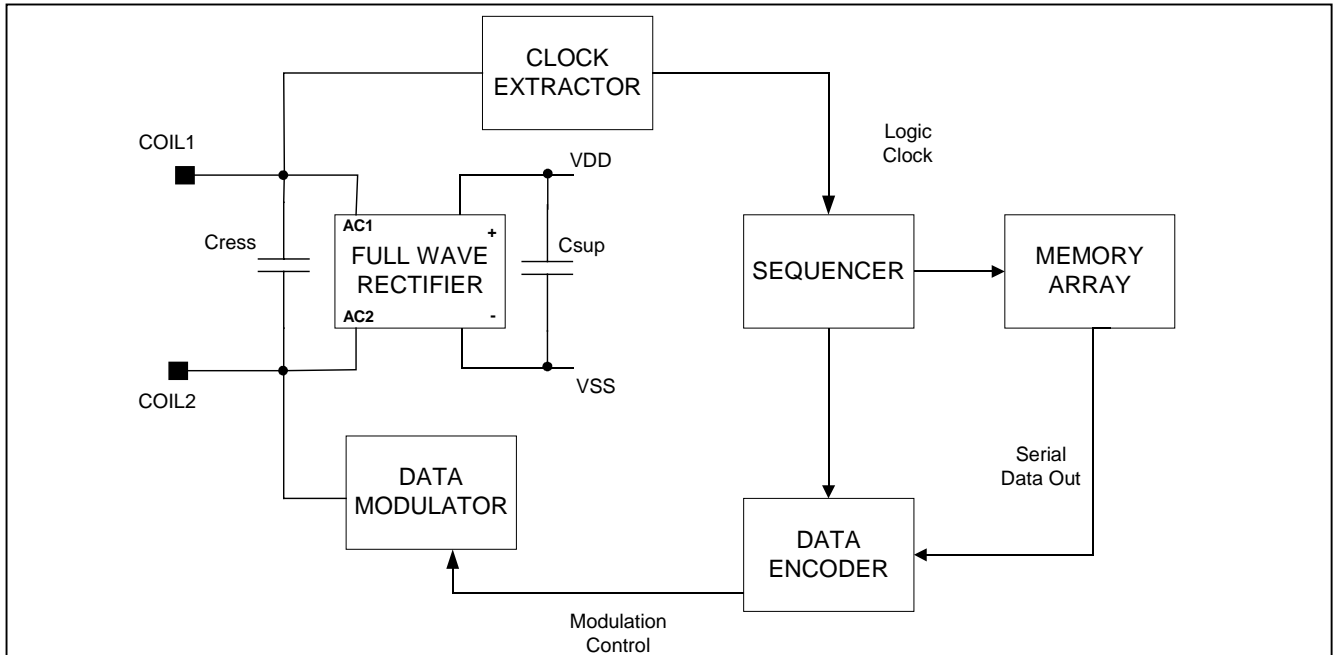 CLOCK
EXTRACTOR
COIL1
VDD
Logic
Clock
AC1
+
Cress
FULL WAVE
RECTIFIER
Csup
AC2
-
SEQUENCER
MEMORY
ARRAY
COIL2
VSS
DATA
MODULATOR
Serial
Data Out
DATA
ENCODER
Modulation
Control